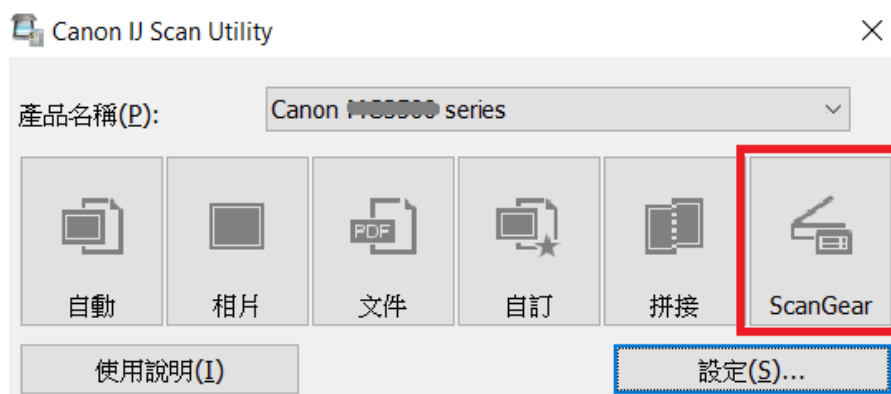 Canon IJ Scan Utility
產品名稱(P):
Canon series
PDF
自動
相片
文件
自訂
拼接
ScanGear
使用說明(I)
設定(S)...